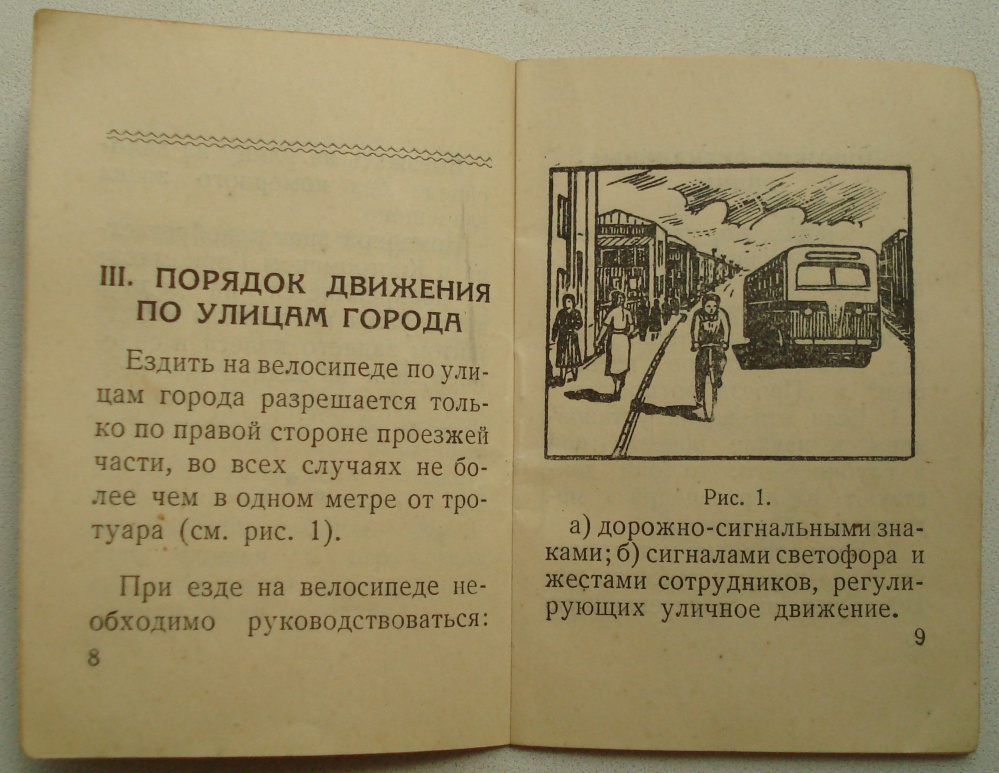 III. ПОРЯДОК ДВИЖЕНИЯ
ПО УЛИЦАМ ГОРОДА
Ездить на велосипеде по ули-
цам города разрешается толь-
ко по правой стороне проезжей
части, во всех случаях не бо-
лее чем в одном метре от тро-
туара (см. рис. 1).
При езде на велосипеде не-
обходимо руководствоваться:
8
Рис. 1.
а) дорожно-сигнальными зна-
ками; б) сигналами светофора и
жестами сотрудников, регули-
рующих уличное движение.
9